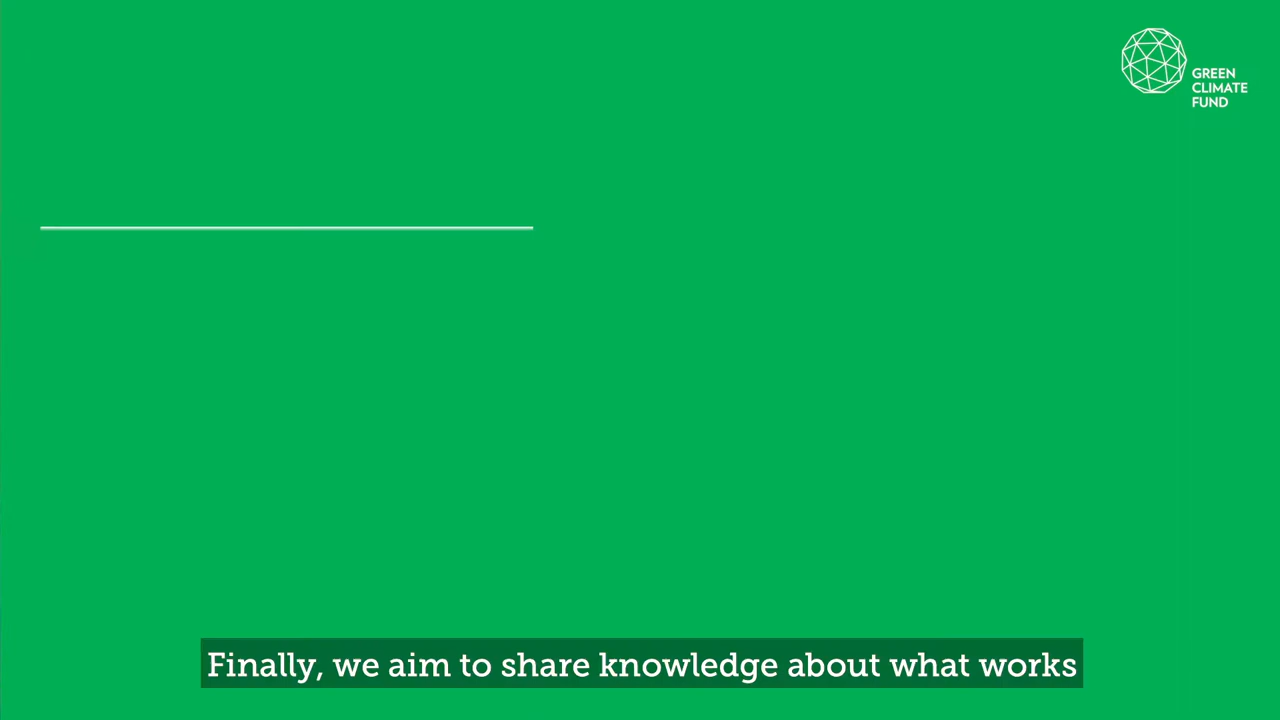 GREEN
CLIMATE
FUND
Finally, we aim to share knowledge about what works